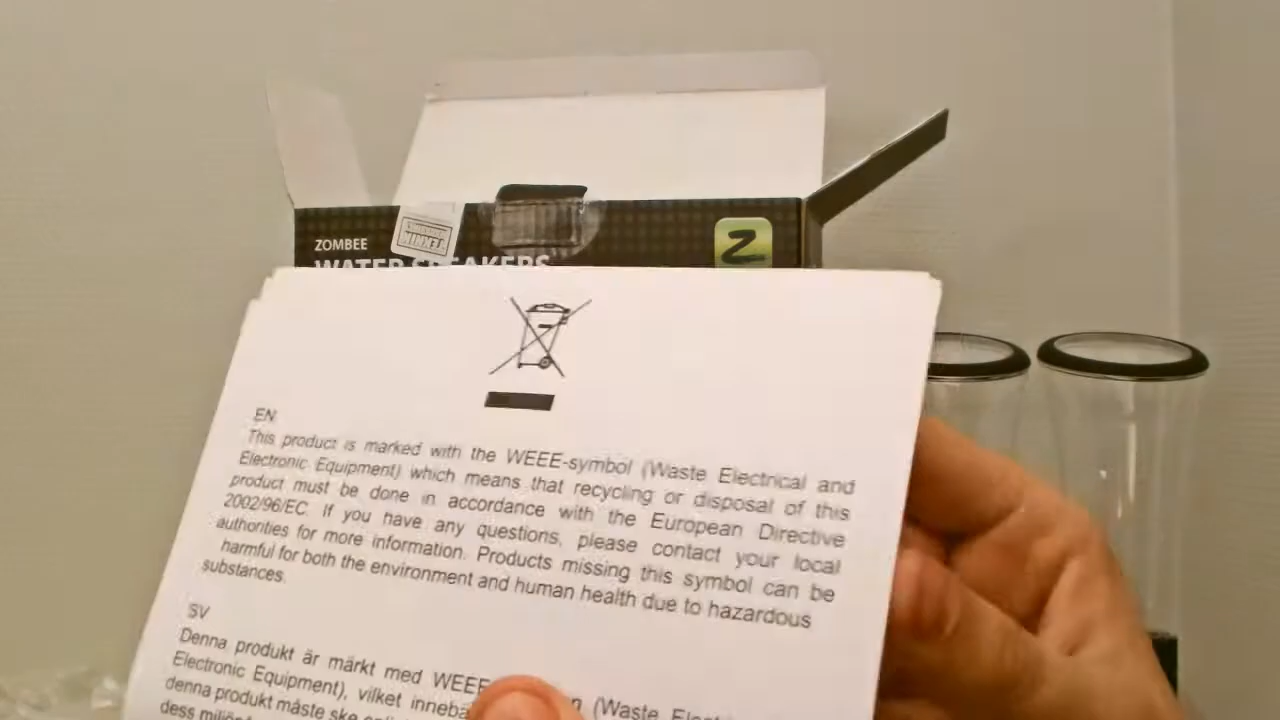 ZOMBEE
WATER SPEAKERS
Z
EN
This product is marked with the WEEE-symbol (Waste Electrical and
Electronic Equipment) which means that recycling or disposal of this
product must be done in accordance with the European Directive
2002/96/EC. If you have any questions, please contact your local
authorities for more information. Products missing this symbol can be
harmful for both the environment and human health due to hazardous
substances.
SV
Denna produkt är märkt med WEEE (Waste
Electronic Equipment), vilket
denna produkt måste ske
dess